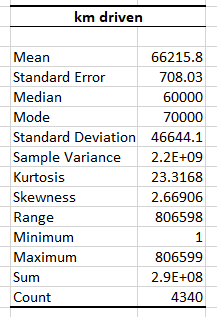 km driven
Mean 66215.8
Standard Error 708.03
Median 60000
Mode 70000
Standard Deviation 46644.1
Sample Variance 2.2E+09
Kurtosis 23.3168
Skewness 2.66906
Range 806598
Minimum 1
Maximum 806599
Sum 2.9E+08
Count 4340